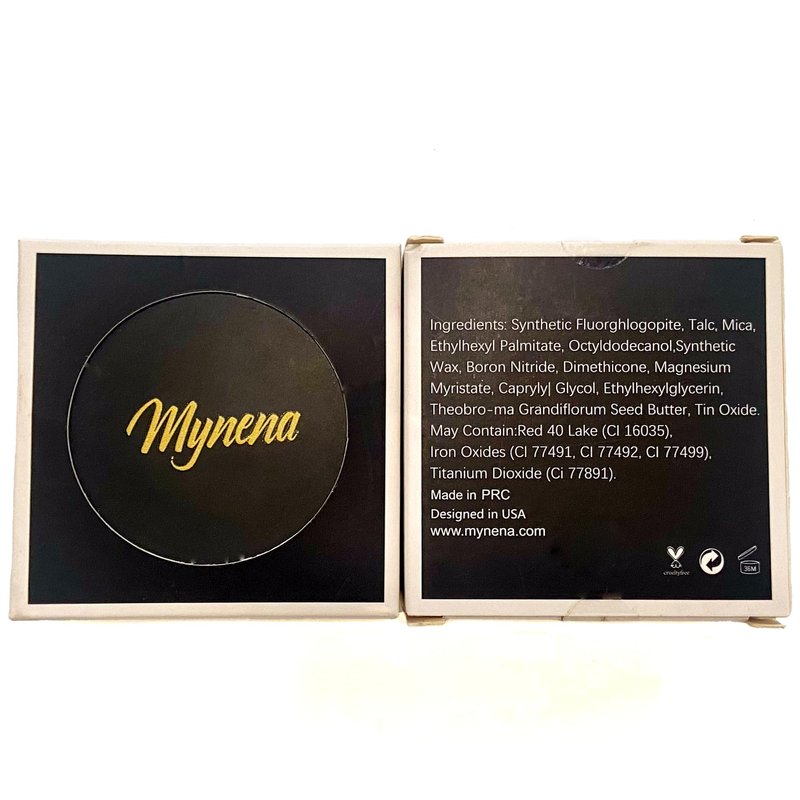 Mynena
Ingredients: Synthetic Fluorghlogopite, Talc, Mica,
Ethylhexyl Palmitate, Octyldodecanol,Synthetic
Wax, Boron Nitride, Dimethicone, Magnesium
Myristate, Capryly| Glycol, Ethylhexylglycerin,
Theobro-ma Grandiflorum Seed Butter, Tin Oxide.
May Contain:Red 40 Lake (CI 16035),
Iron Oxides (CI 77491, CI 77492, CI 77499),
Titanium Dioxide (Ci 77891).
Made in PRC
Designed in USA
www.mynena.com
crueltyfree
36M